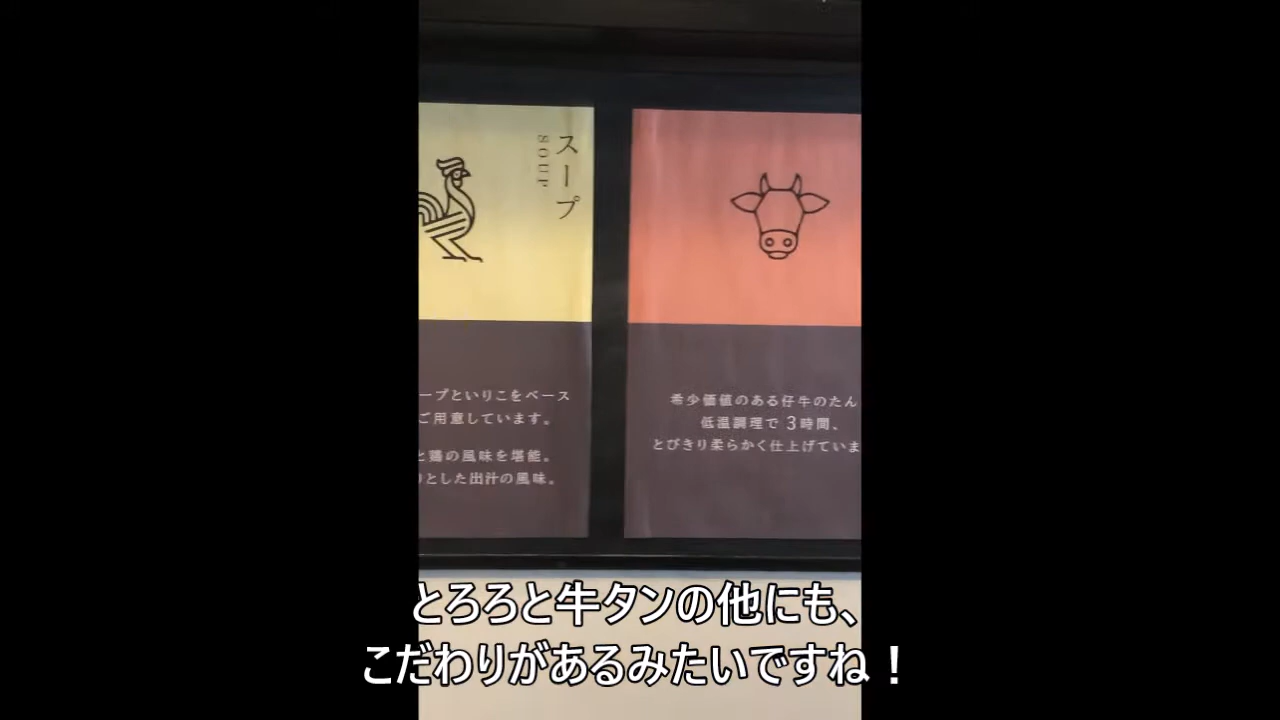 スープ
SOUP
ープといりこをベース
ご用意しています。
と鶏の風味を堪能。
とした出汁の風味。
希少価値のある仔牛のたん
低温調理で3時間、
とびきり柔らかく仕上げていま
とろろと牛タンの他にも、
こだわりがあるみたいですね！